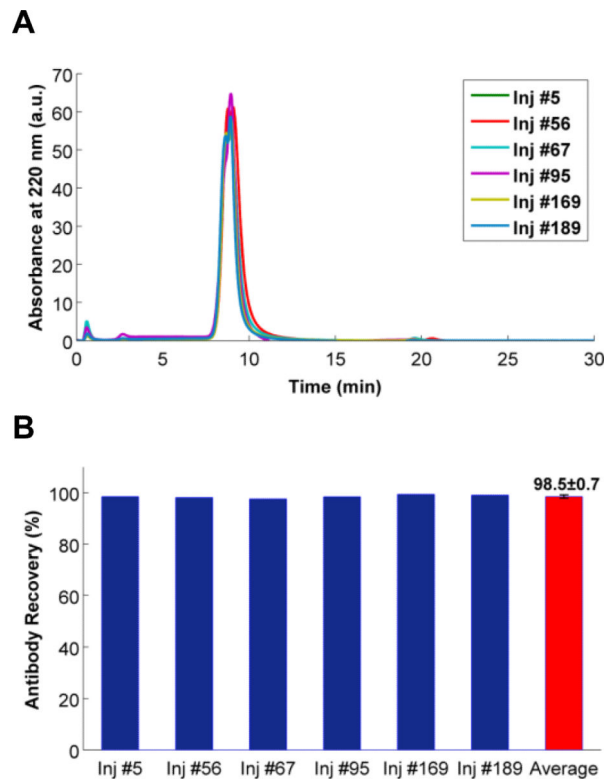 A
70
60
50
40
30
20
10
0
Absorbance at 220 nm (a.u.)
Inj #5
Inj #56
Inj #67
Inj #95
Inj #169
Inj #189
0 5 10 15 20 25 30
Time (min)
B
98.5±0.7
100
80
60
40
20
0
Antibody Recovery (%)
Inj #5 Inj #56 Inj #67 Inj #95 Inj #169 Inj #189 Average